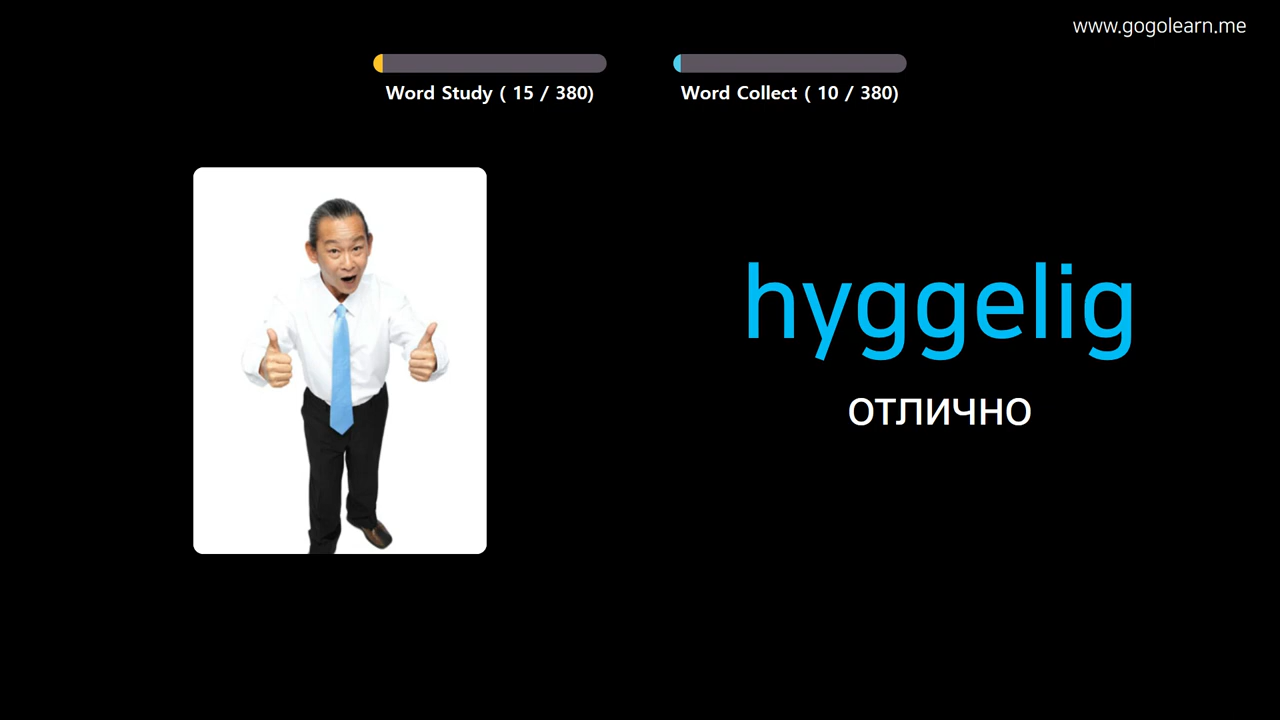 www.gogolearn.me
Word Study ( 15 / 380)
Word Collect ( 10 / 380)
hyggelig
отлично